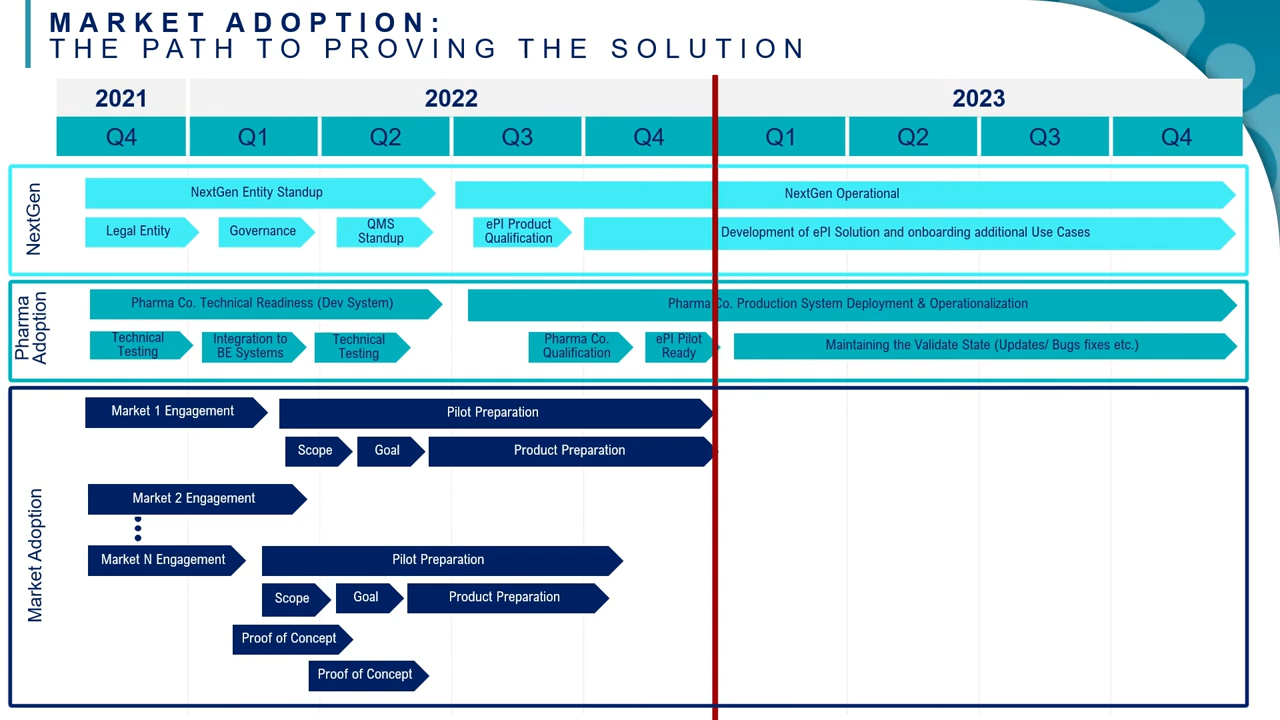 MARKET ADOPTION:
THE PATH TO PROVING THE SOLUTION
2021
2022
2023
Q4
Q1
Q2
Q3
Q4
Q1
Q2
Q3
Q4
NextGen
NextGen Entity Standup
NextGen Operational
Legal Entity
Governance
QMS
Standup
ePI Product
Qualification
Development of ePI Solution and onboarding additional Use Cases
Pharma
Adoption
Pharma Co. Technical Readiness (Dev System)
Pharma Co. Production System Deployment & Operationalization
Technical
Testing
Integration to
BE Systems
Technical
Testing
Pharma Co.
Qualification
ePI Pilot
Ready
Maintaining the Validate State (Updates/ Bugs fixes etc.)
Market Adoption
Market 1 Engagement
Pilot Preparation
Scope
Goal
Product Preparation
Market 2 Engagement
Market N Engagement
Pilot Preparation
Scope
Goal
Product Preparation
Proof of Concept
Proof of Concept